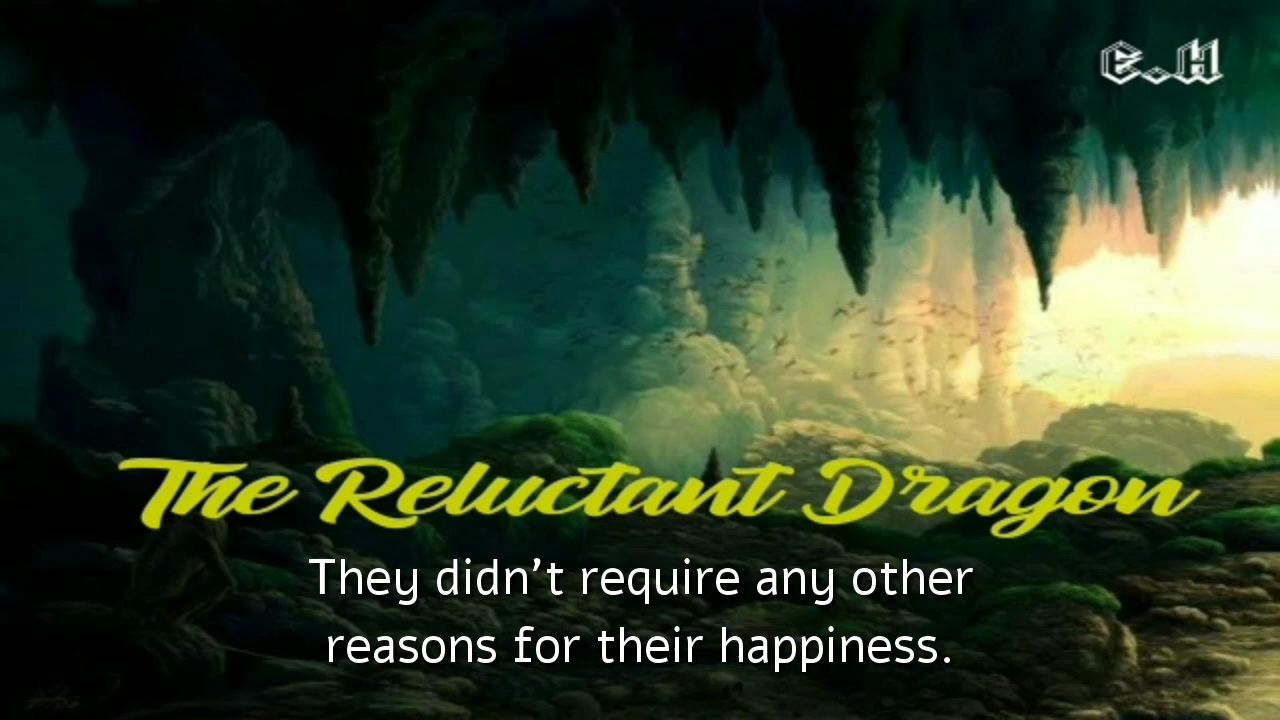 E.H
The Reluctant Dragon
They didn't require any other
reasons for their happiness.